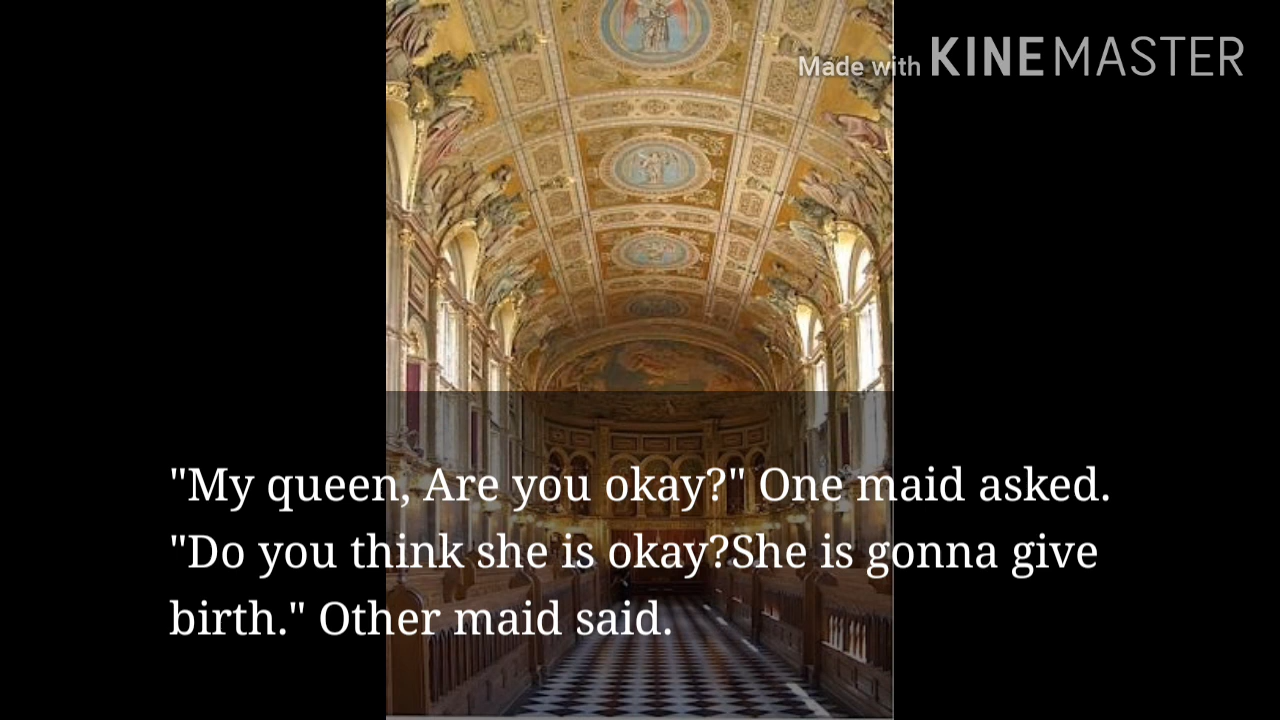 Made with KINEMASTER
"My queen, Are you okay?" One maid asked.
"Do you think she is okay?She is gonna give
birth." Other maid said.